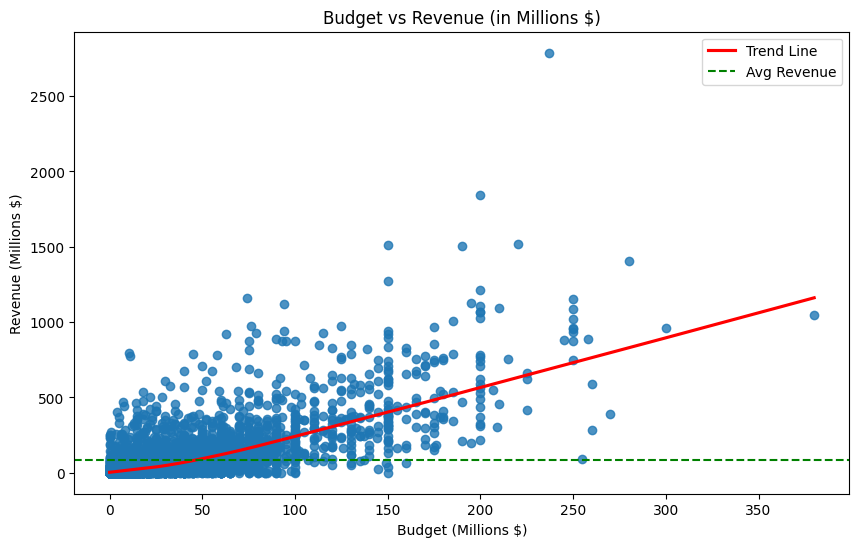 Budget vs Revenue (in Millions $)
Trend Line
Avg Revenue
Revenue (Millions $)
2500
2000
1500
1000
500
0
0 50 100 150 200 250 300 350
Budget (Millions $)